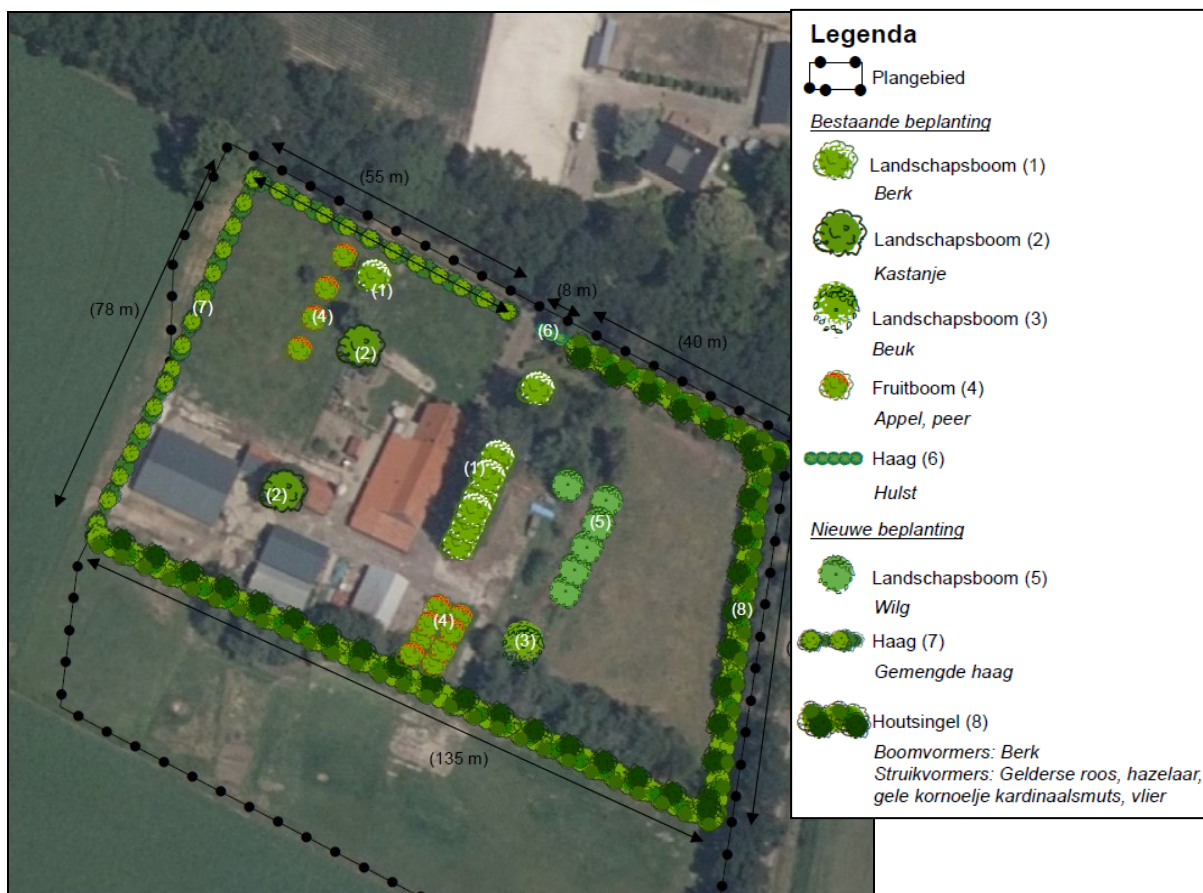 (55 m)
(8 m)
(40 m)
(1)
(7)
(4)
(6)
(78 m)
(2)
(1)
(2)
(5)
(8)
(4)
(3)
(135 m)
Legenda
Plangebied
Bestaande beplanting
Landschapsboom (1)
Berk
Landschapsboom (2)
Kastanje
Landschapsboom (3)
Beuk
Fruitboom (4)
Appel, peer
Haag (6)
Hulst
Nieuwe beplanting
Landschapsboom (5)
Wilg
Haag (7)
Gemengde haag
Houtsingel (8)
Boomvormers: Berk
Struikvormers: Gelderse roos, hazelaar,
gele kornoelje kardinaalsmuts, vlier